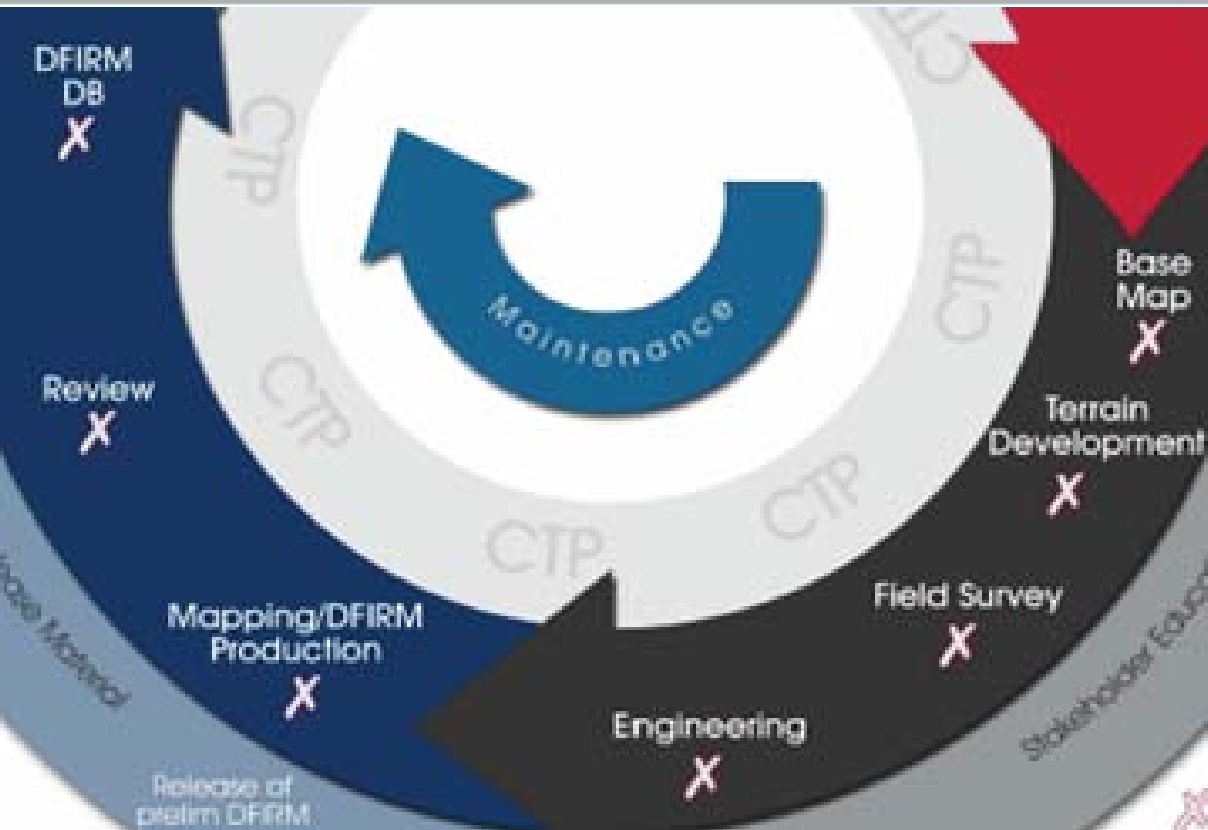 DFIRM
DB
X
CTP
CTP
CTP
Maintenance
Base
Map
X
Review
X
CTP
Terrain
Development
X
CTP
CTP
Field Survey
X
Mapping/DFIRM
Production
X
Engineering
X
Material
Stakeholder
Release of
prelim DFIRM
X